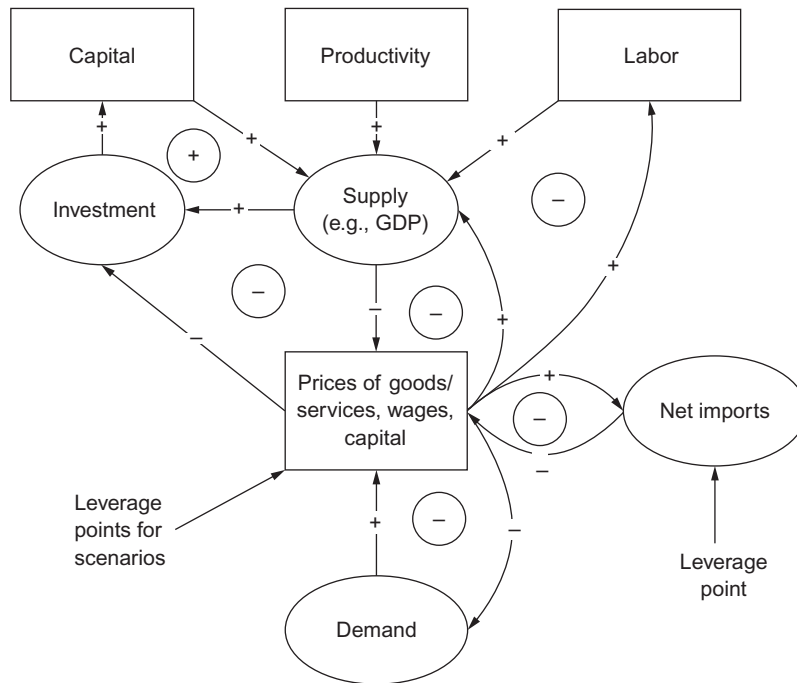 Capital
Productivity
Labor
+
+
+
+
+
Investment
+
Supply
(e.g., GDP)
–
–
–
–
+
+
–
–
Prices of goods/
services, wages,
capital
+
–
–
Net imports
Leverage
points for
scenarios
+
–
–
Leverage
point
Demand